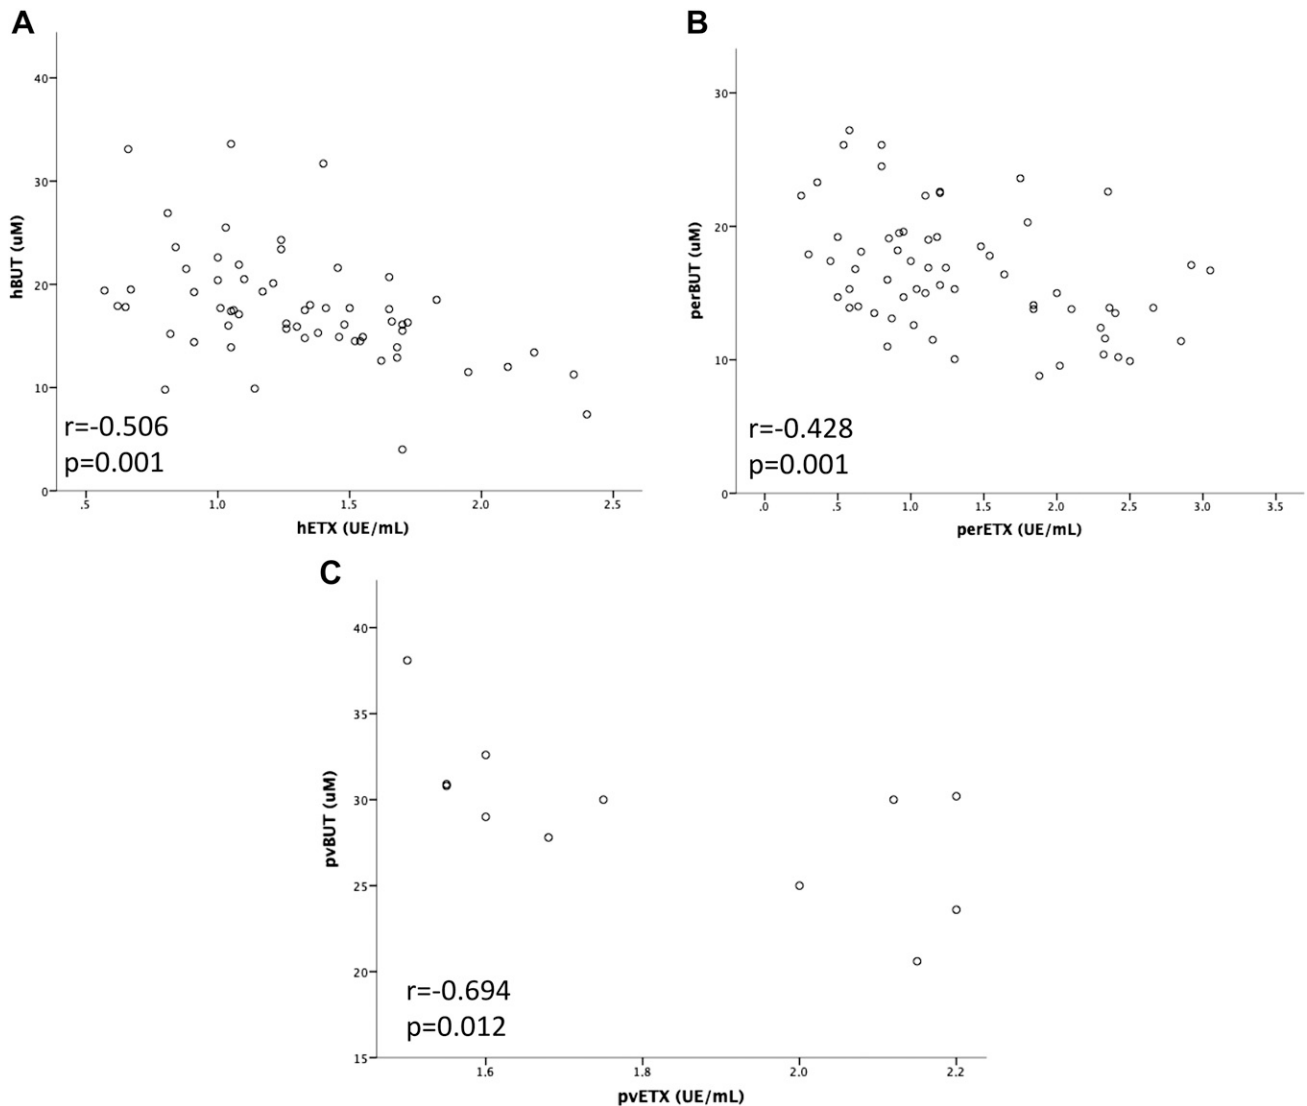 A
hBUT (uM)
40
30
20
10
0
r=-0.506
p=0.001
.5 1.0 1.5 2.0 2.5
hETX (UE/mL)
B
perBUT (uM)
30
20
10
0
r=-0.428
p=0.001
.0 .5 1.0 1.5 2.0 2.5 3.0 3.5
perETX (UE/mL)
C
pvBUT (uM)
40
35
30
25
20
15
r=-0.694
p=0.012
1.6 1.8 2.0 2.2
pvETX (UE/mL)